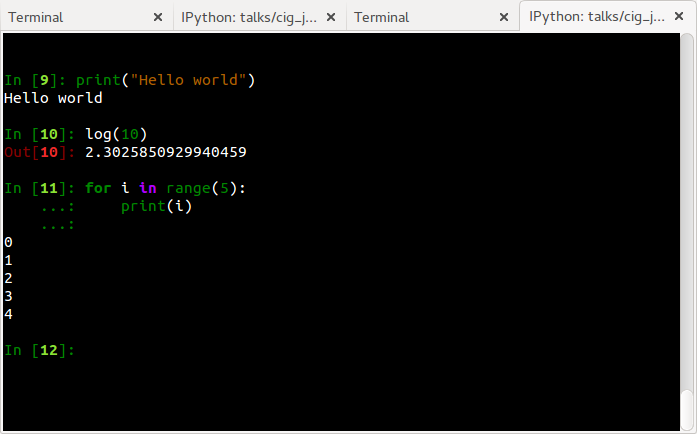 Terminal × IPython: talks/cig_j... × Terminal × IPython: talks/cig_j... ×
In [9]: print("Hello world")
Hello world
In [10]: log(10)
Out[10]: 2.3025850929940459
In [11]: for i in range(5):
    ...:     print(i)
    ...:
0
1
2
3
4
In [12]: